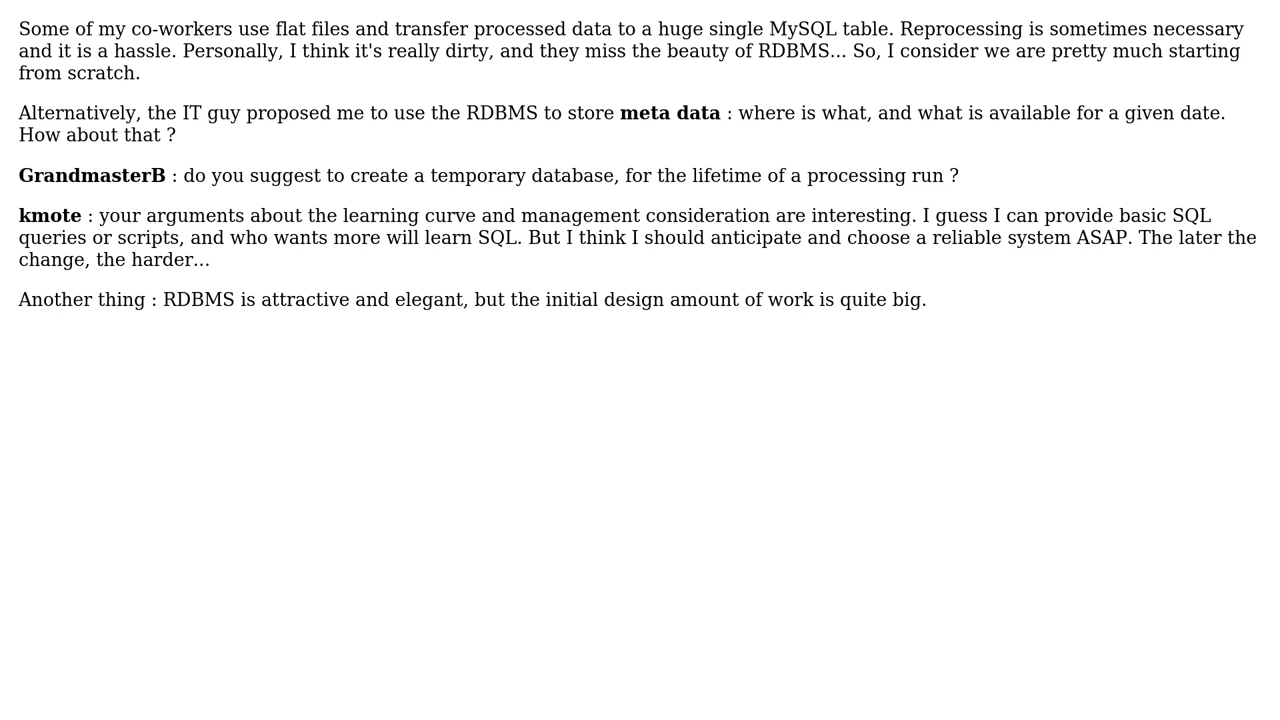 Some of my co-workers use flat files and transfer processed data to a huge single MySQL table. Reprocessing is sometimes necessary
and it is a hassle. Personally, I think it's really dirty, and they miss the beauty of RDBMS... So, I consider we are pretty much starting
from scratch.
Alternatively, the IT guy proposed me to use the RDBMS to store meta data : where is what, and what is available for a given date.
How about that ?
GrandmasterB : do you suggest to create a temporary database, for the lifetime of a processing run ?
kmote : your arguments about the learning curve and management consideration are interesting. I guess I can provide basic SQL
queries or scripts, and who wants more will learn SQL. But I think I should anticipate and choose a reliable system ASAP. The later the
change, the harder...
Another thing : RDBMS is attractive and elegant, but the initial design amount of work is quite big.